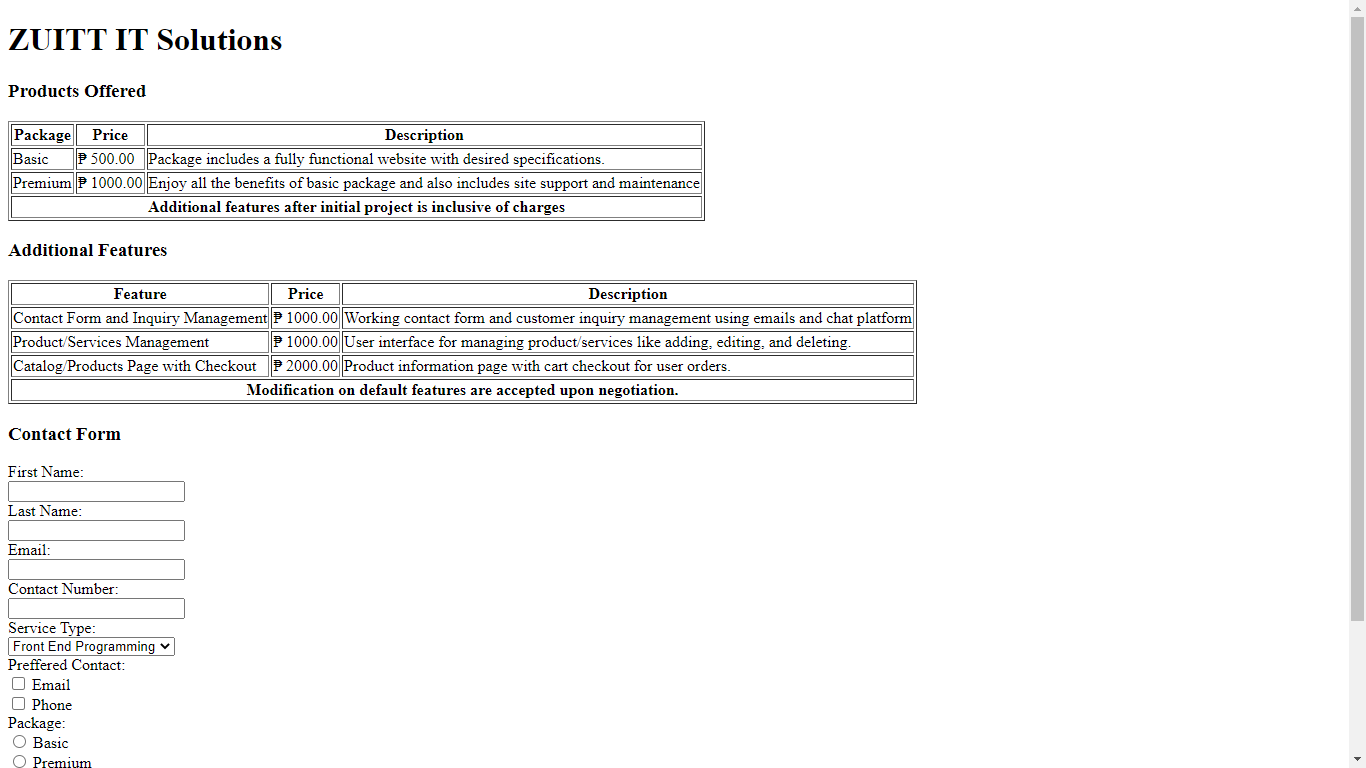 ZUITT IT Solutions
Products Offered
Package Price Description
Basic ₱ 500.00 Package includes a fully functional website with desired specifications.
Premium ₱ 1000.00 Enjoy all the benefits of basic package and also includes site support and maintenance
Additional features after initial project is inclusive of charges
Additional Features
Feature Price Description
Contact Form and Inquiry Management ₱ 1000.00 Working contact form and customer inquiry management using emails and chat platform
Product/Services Management ₱ 1000.00 User interface for managing product/services like adding, editing, and deleting.
Catalog/Products Page with Checkout ₱ 2000.00 Product information page with cart checkout for user orders.
Modification on default features are accepted upon negotiation.
Contact Form
First Name:
Last Name:
Email:
Contact Number:
Service Type:
Front End Programming
Preffered Contact:
Email
Phone
Package:
Basic
Premium